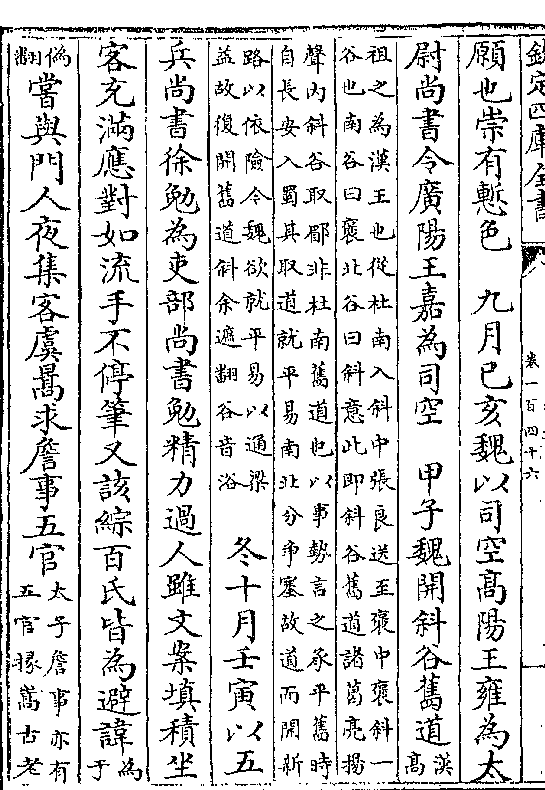 欽定四庫全書
卷一百四十六
願也崇有慙色　九月己亥魏以司空髙陽王雍為太
尉尚書令廣陽王嘉為司空　甲子魏開斜谷舊道漢
髙
祖之為漢王也從杜南入斜中張良送至褒中褒斜一
谷也南谷曰褒北谷曰斜意此即斜谷舊道諸葛亮揚
聲內斜谷取郿非杜南舊道也以事勢言之承平舊時
自長安入蜀其取道就平易南北分爭塞故道而開新
路以依險令魏欲就平易以通梁
益故復開舊道斜余遮翻谷音浴
冬十月壬寅以五
兵尚書徐勉為吏部尚書勉精力過人雖文案填積坐
客充滿應對如流手不停筆又該綜百氏皆為避諱為
于
偽
翻
嘗與門人夜集客虞暠求詹事五官
太子詹事亦有
五官掾暠古老